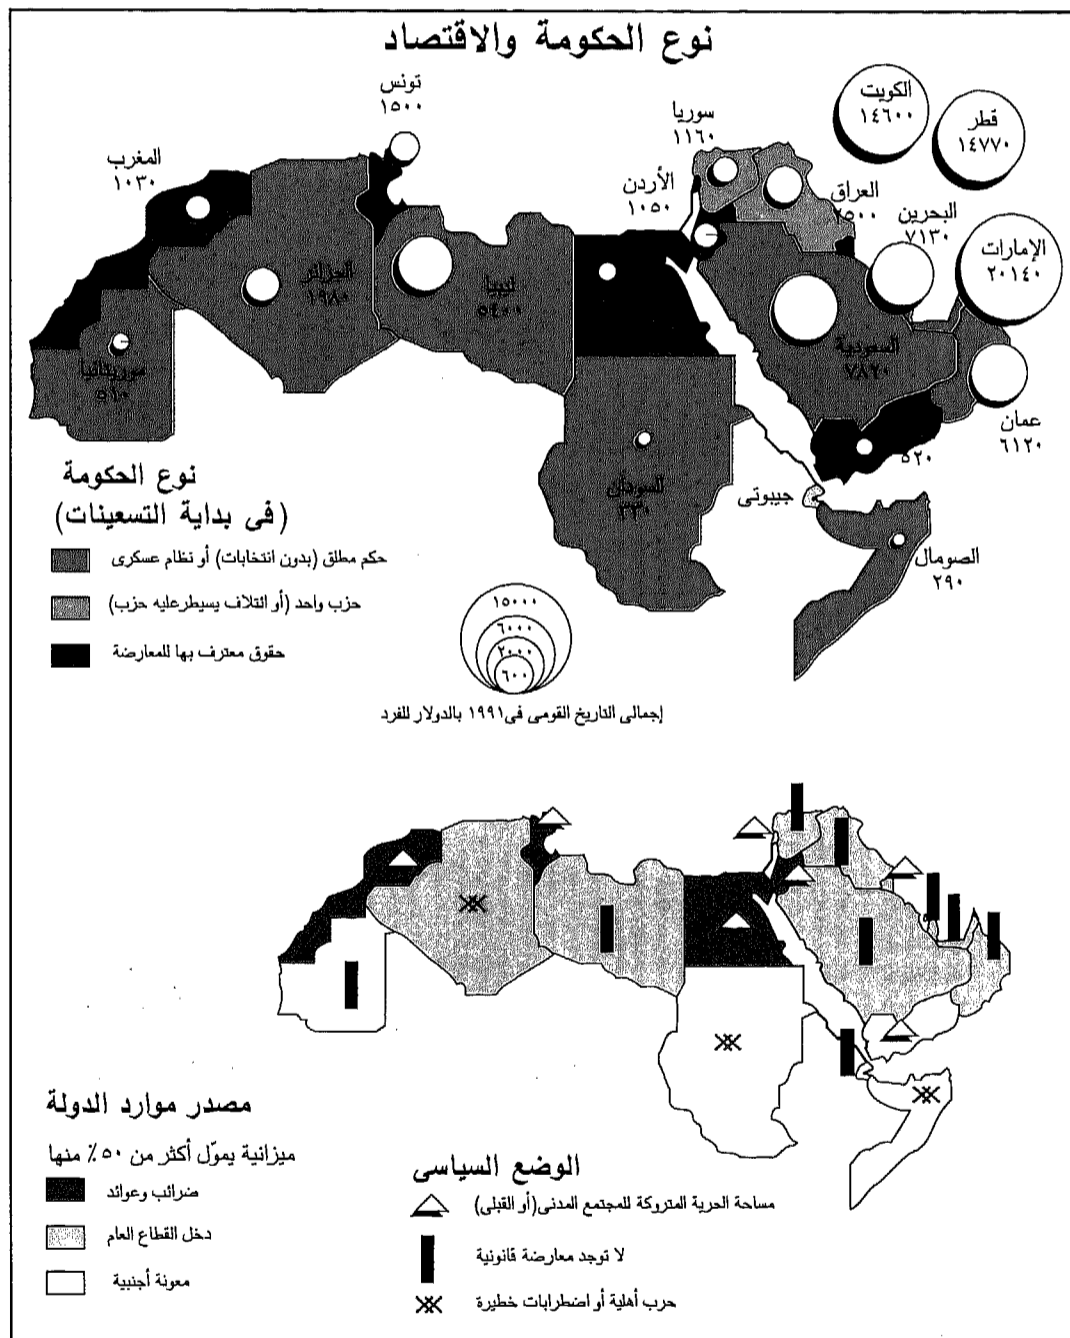 نوع الحكومة والاقتصاد
تونس
١٥٠٠
المغرب
١٠٣٠
سوريا
١١٦٠
الكويت
١٤٦٠٠
قطر
١٤٧٧٠
الأردن
١٠٥٠
العراق
البحرين
٧١٣٠
الإمارات
٢٠١٤٠
الجزائر
١٩٨٠
ليبيا
٥٤٠٠
السعودية
٧٨٢٠
موريتانيا
عمان
٦١٢٠
٥٢٠
السودان
٣٣٠
جيبوتى
الصومال
٢٩٠
نوع الحكومة
(فى بداية التسعينات)
حكم مطلق (بدون انتخابات) أو نظام عسكرى
حزب واحد (أو ائتلاف يسيطر عليه حزب)
حقوق معترف بها للمعارضة
١٥٠٠٠
٦٠٠٠
٢٠٠٠
٦٠٠
إجمالى التاريخ القومى فى ١٩٩١ بالدولار للفرد
مصدر موارد الدولة
ميزانية يموّل أكثر من ٥٠٪ منها
ضرائب وعوائد
دخل القطاع العام
معونة أجنبية
الوضع السياسى
مساحة الحرية المتروكة للمجتمع المدنى (أو القبلى)
لا توجد معارضة قانونية
حرب أهلية أو اضطرابات خطيرة